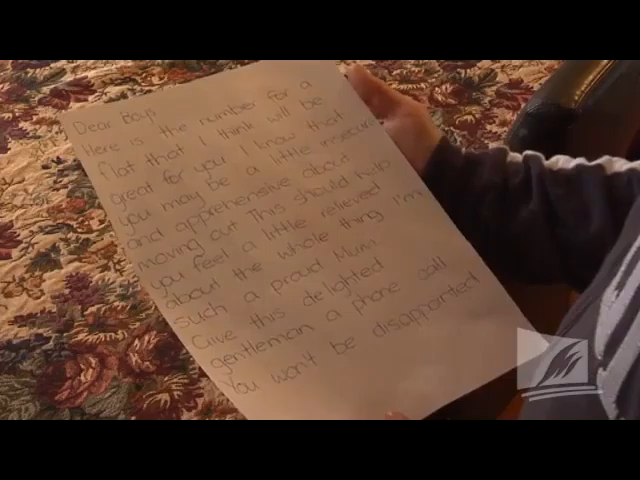 Dear Boys
Here is the number for a
flat that I think will be
great for you I know that
you may be a little insecure
and apprehensive about
moving out This should help
you feel a little relieved
about the whole thing I'm
such a proud Mum
Give this delighted
gentleman a phone call
You won't be disapponted